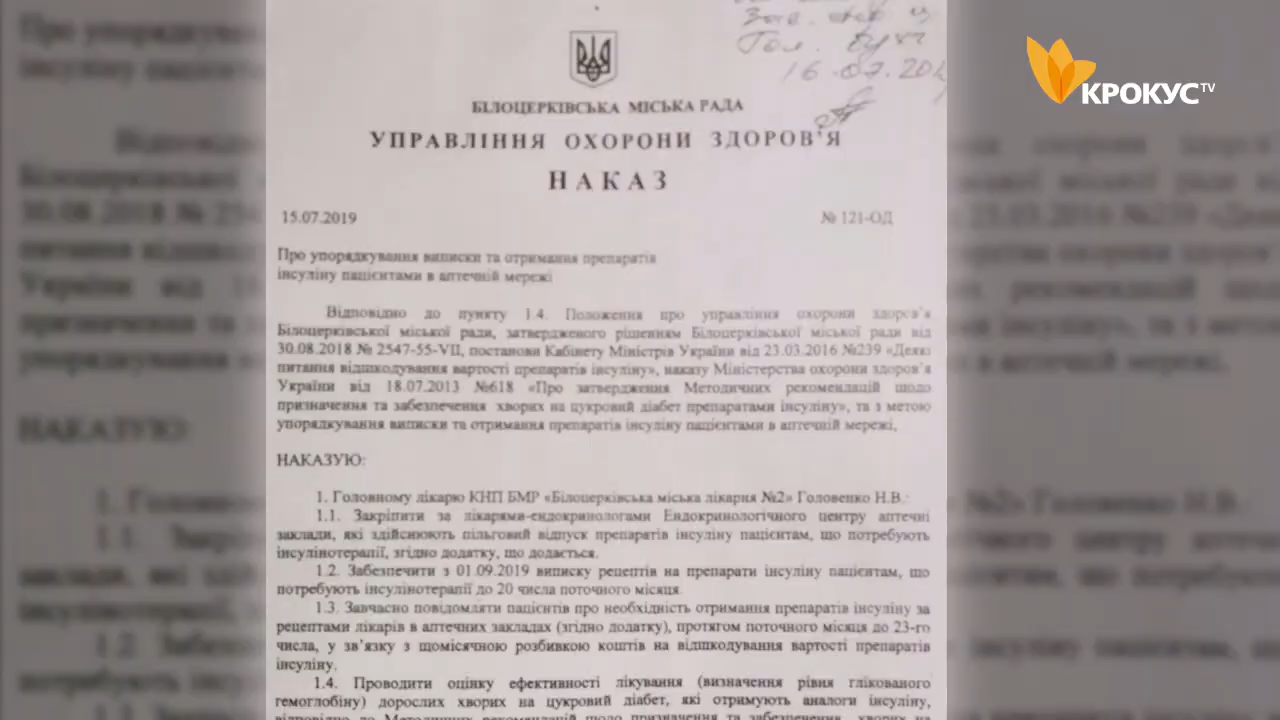 16.07.201
КРОКУС TV
БІЛОЦЕРКІВСЬКА МІСЬКА РАДА
УПРАВЛІННЯ ОХОРОНИ ЗДОРОВ'Я
НАКАЗ
15.07.2019 № 121-ОД
Про упорядкування виписки та отримання препаратів
інсуліну пацієнтами в аптечній мережі
Відповідно до пункту 1.4. Положення про управління охорони здоров'я
Білоцерківської міської ради, затвердженого рішенням Білоцерківської міської ради від
30.08.2018 № 2547-55-VII, постанови Кабінету Міністрів України від 23.03.2016 №239 «Деякі
питання відшкодування вартості препаратів інсуліну», наказу Міністерства охорони здоров'я
України від 18.07.2013 №618 «Про затвердження Методичних рекомендацій щодо
призначення та забезпечення хворих на цукровий діабет препаратами інсуліну», та з метою
упорядкування виписки та отримання препаратів інсуліну пацієнтами в аптечній мережі,
НАКАЗУЮ:
1. Головному лікарю КНП БМР «Білоцерківська міська лікарня №2» Головенко Н.В.:
1.1. Закріпити за лікарями-ендокринологами Ендокринологічного центру аптечні
заклади, які здійснюють пільговий відпуск препаратів інсуліну пацієнтам, що потребують
інсулінотерапії, згідно додатку, що додається.
1.2. Забезпечити з 01.09.2019 виписку рецептів на препарати інсуліну пацієнтам, що
потребують інсулінотерапії до 20 числа поточного місяця.
1.3. Завчасно повідомляти пацієнтів про необхідність отримання препаратів інсуліну за
рецептами лікарів в аптечних закладах (згідно додатку), протягом поточного місяця до 23-го
числа, у зв'язку з щомісячною розбивкою коштів на відшкодування вартості препаратів
інсуліну.
1.4. Проводити оцінку ефективності лікування (визначення рівня глікованого
гемоглобіну) дорослих хворих на цукровий діабет, які отримують аналоги інсуліну,
відповідно до Методичних рекомендацій щодо призначення та забезпечення хворих на